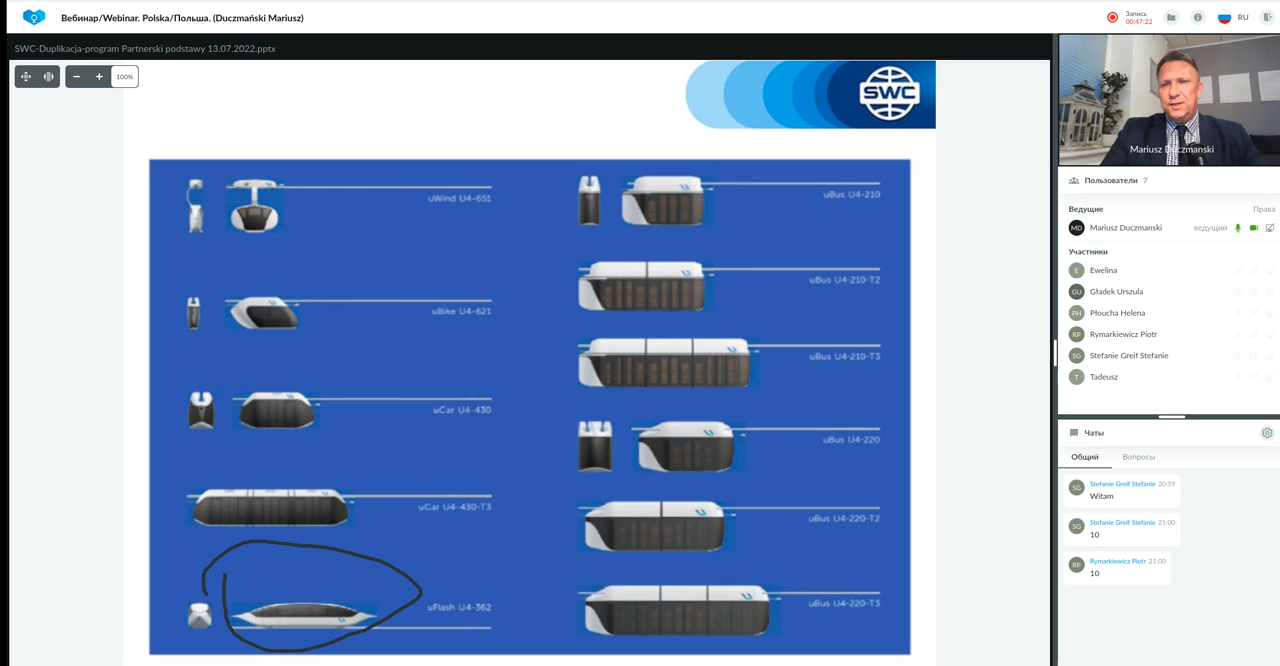 Вебинар/Webinar. Polska/Польша. (Duczmański Mariusz)
Запись
00:47:22
RU
SWC-Duplikacja-program Partnerski podstawy 13.07.2022.pptx
100%
SWC
uWind U4-651
uBike U4-621
uCar U4-430
uCar U4-430-T3
uFlash U4-362
uBus U4-210
uBus U4-210-T2
uBus U4-210-T3
uBus U4-220
uBus U4-220-T2
uBus U4-220-T3
Mariusz Duczmanski
Пользователи 7
Ведущие Права
MD Mariusz Duczmanski ведущий
Участники
E Ewelina
GU Gładek Urszula
PH Płoucha Helena
RP Rymarkiewicz Piotr
SG Stefanie Greif Stefanie
T Tadeusz
Чаты
Общий Вопросы
SG Stefanie Greif Stefanie 20:59
Witam
SG Stefanie Greif Stefanie 21:00
10
RP Rymarkiewicz Piotr 21:00
10